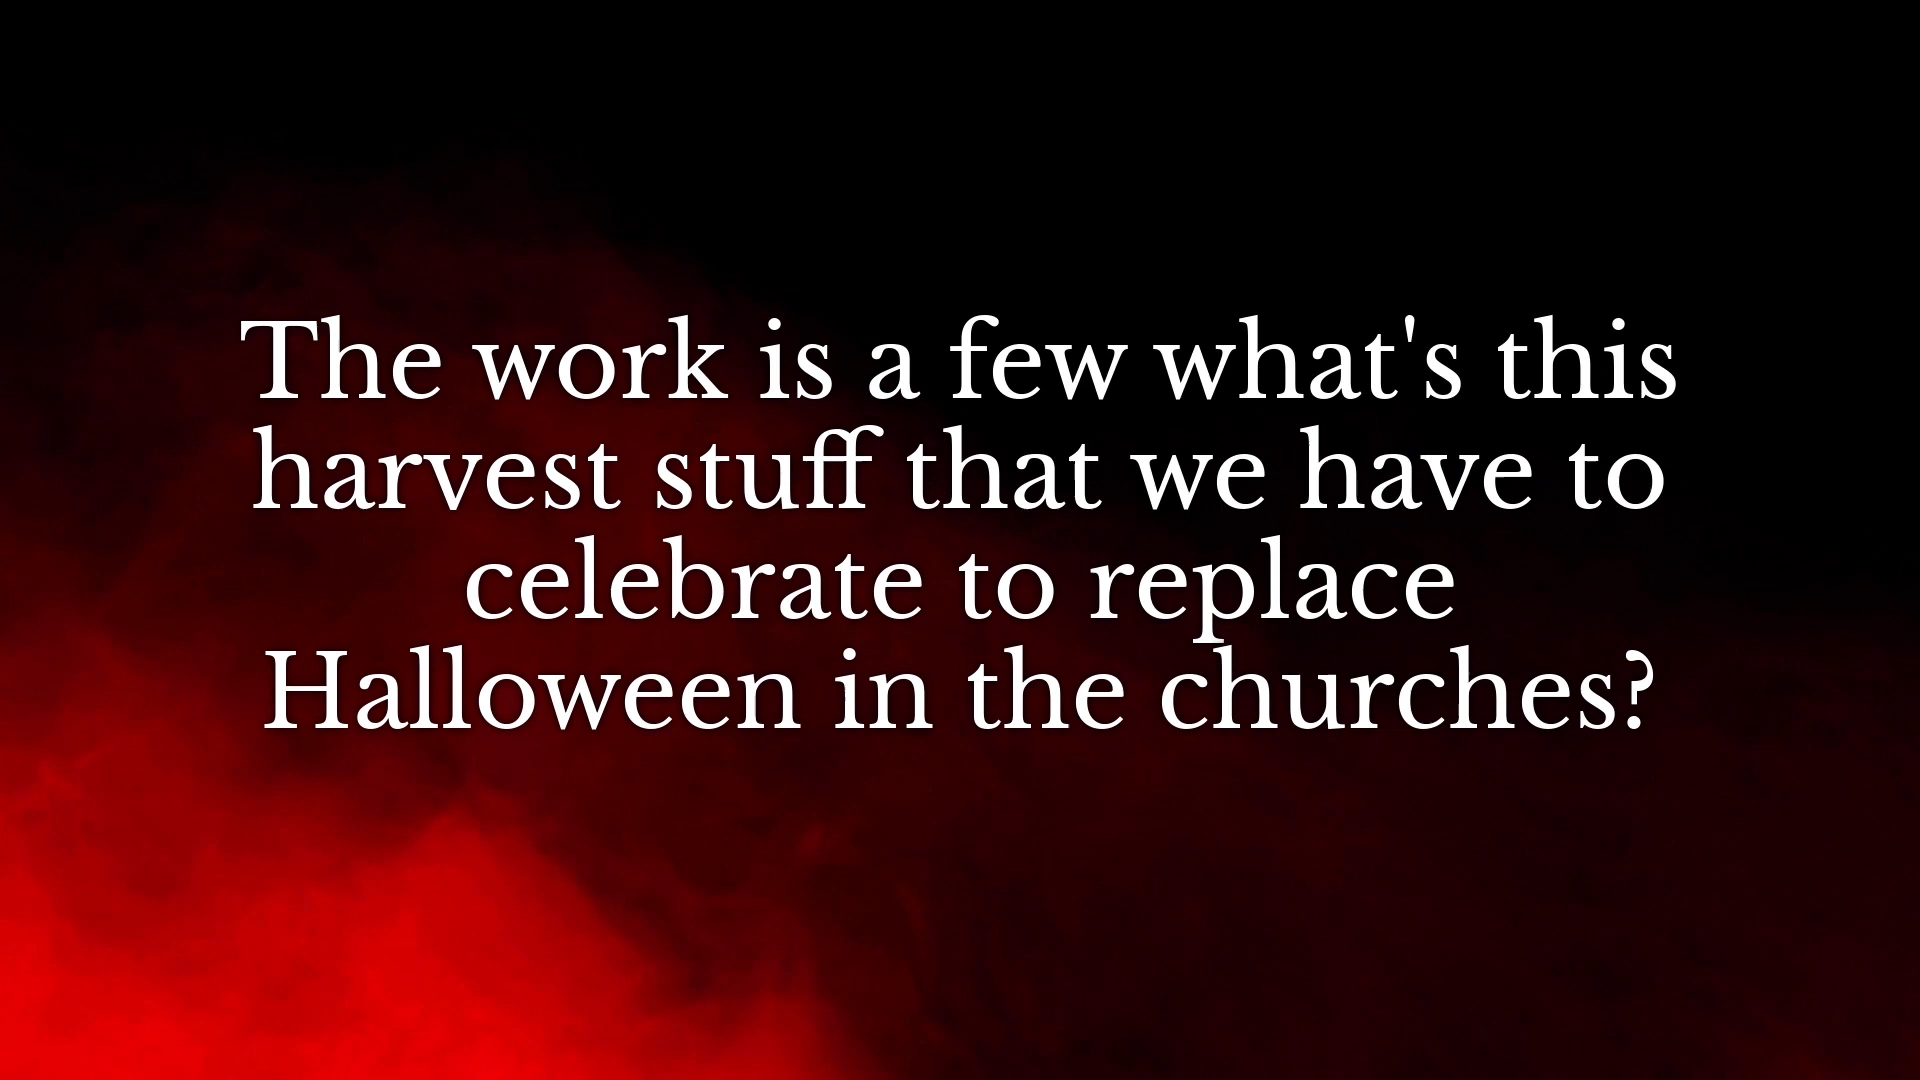 The work is a few what's this
harvest stuff that we have to
celebrate to replace
Halloween in the churches?